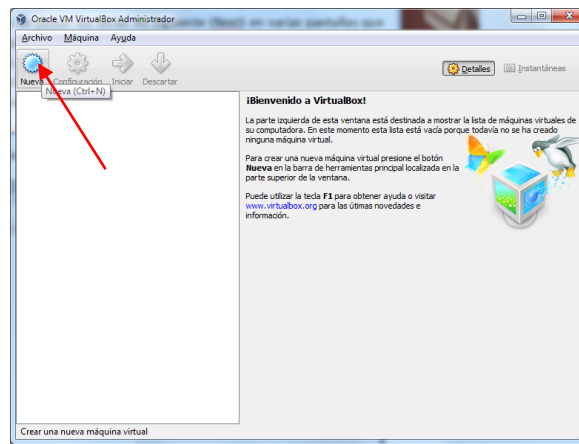 Oracle VM VirtualBox Administrador
Archivo Máquina Ayuda
Nueva Configuración Iniciar Descartar
Detalles Instantáneas
Nueva (Ctrl+N)
¡Bienvenido a VirtualBox!
La parte izquierda de esta ventana está destinada a mostrar la lista de máquinas virtuales de
su computadora. En este momento esta lista está vacía porque todavía no se ha creado
ninguna máquina virtual.
Para crear una nueva máquina virtual presione el botón
Nueva en la barra de herramientas principal localizada en la
parte superior de la ventana.
Puede utilizar la tecla F1 para obtener ayuda o visitar
www.virtualbox.org para las útimas novedades e
información.
Crear una nueva máquina virtual